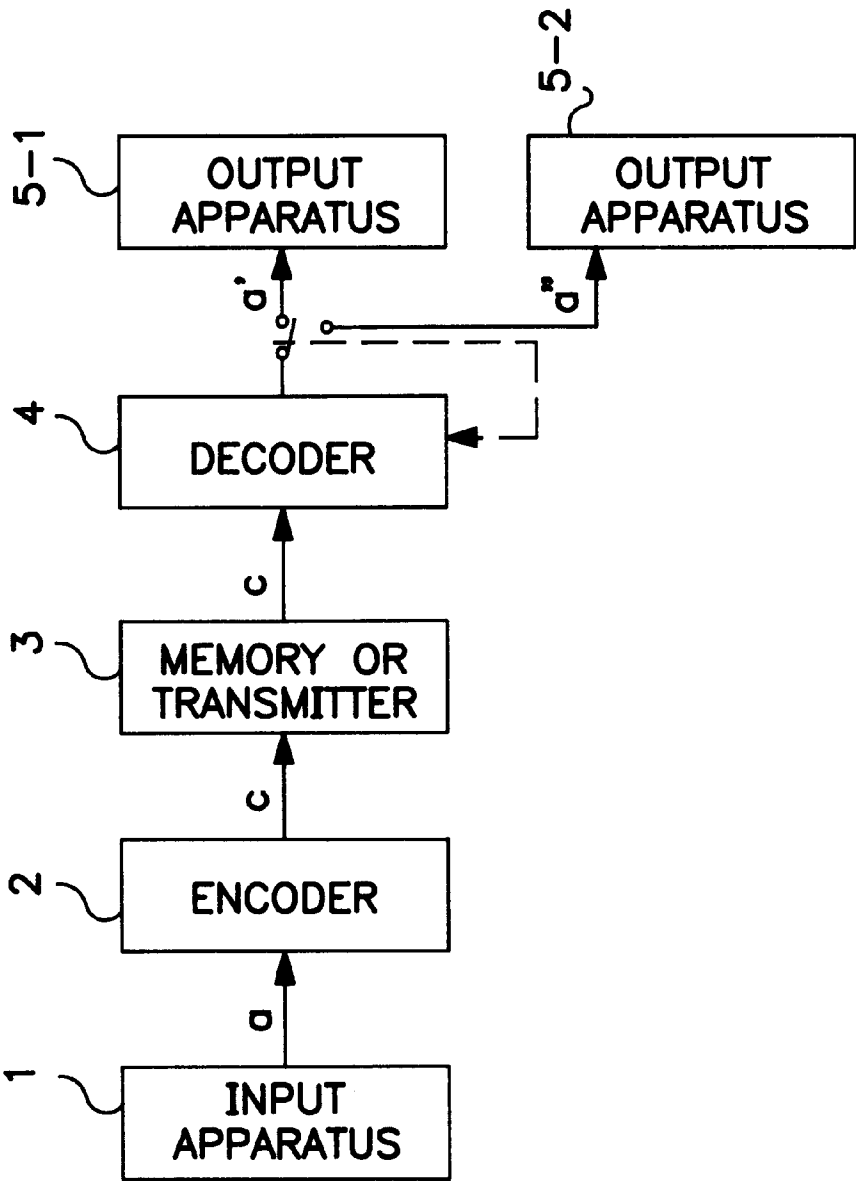 1
INPUT
APPARATUS
a
2
ENCODER
c
3
MEMORY OR
TRANSMITTER
c
4
DECODER
a'
5-1
OUTPUT
APPARATUS
a"
5-2
OUTPUT
APPARATUS